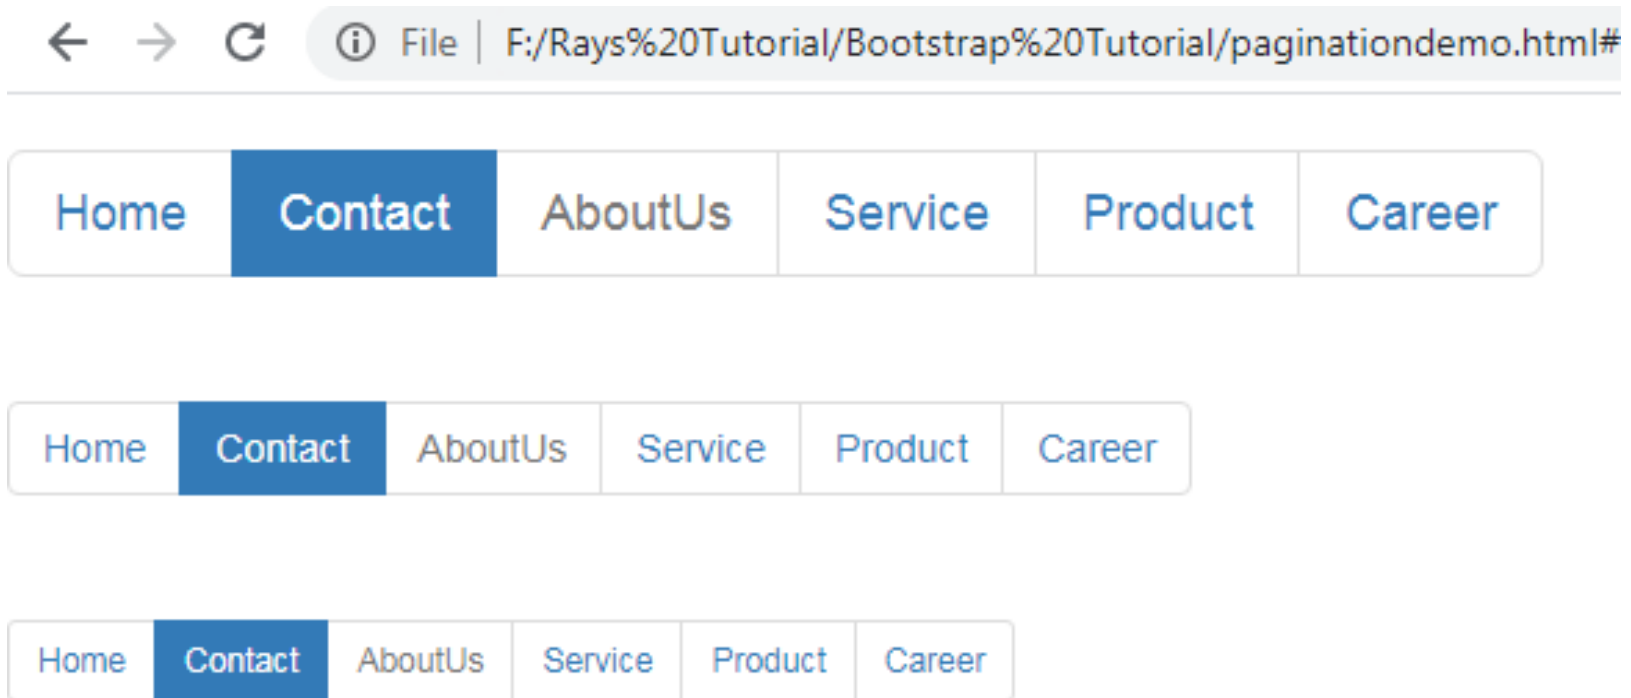 File | F:/Rays%20Tutorial/Bootstrap%20Tutorial/paginationdemo.html#
Home Contact AboutUs Service Product Career
Home Contact AboutUs Service Product Career
Home Contact AboutUs Service Product Career